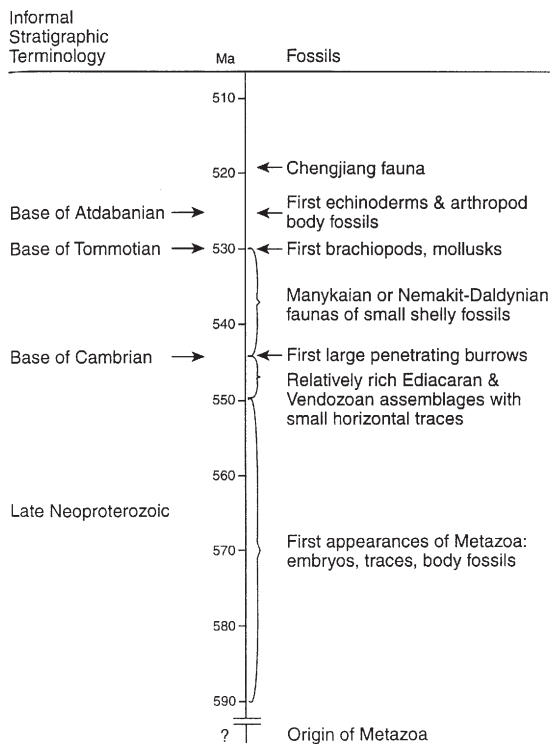 Informal
Stratigraphic
Terminology
Ma
Fossils
510
520
Chengjiang fauna
First echinoderms & arthropod
body fossils
Base of Atdabanian
Base of Tommotian
530
First brachiopods, mollusks
Manykaian or Nemakit-Daldynian
faunas of small shelly fossils
540
Base of Cambrian
First large penetrating burrows
Relatively rich Ediacaran &
Vendozoan assemblages with
small horizontal traces
550
560
Late Neoproterozoic
First appearances of Metazoa:
embryos, traces, body fossils
570
580
590
?
Origin of Metazoa